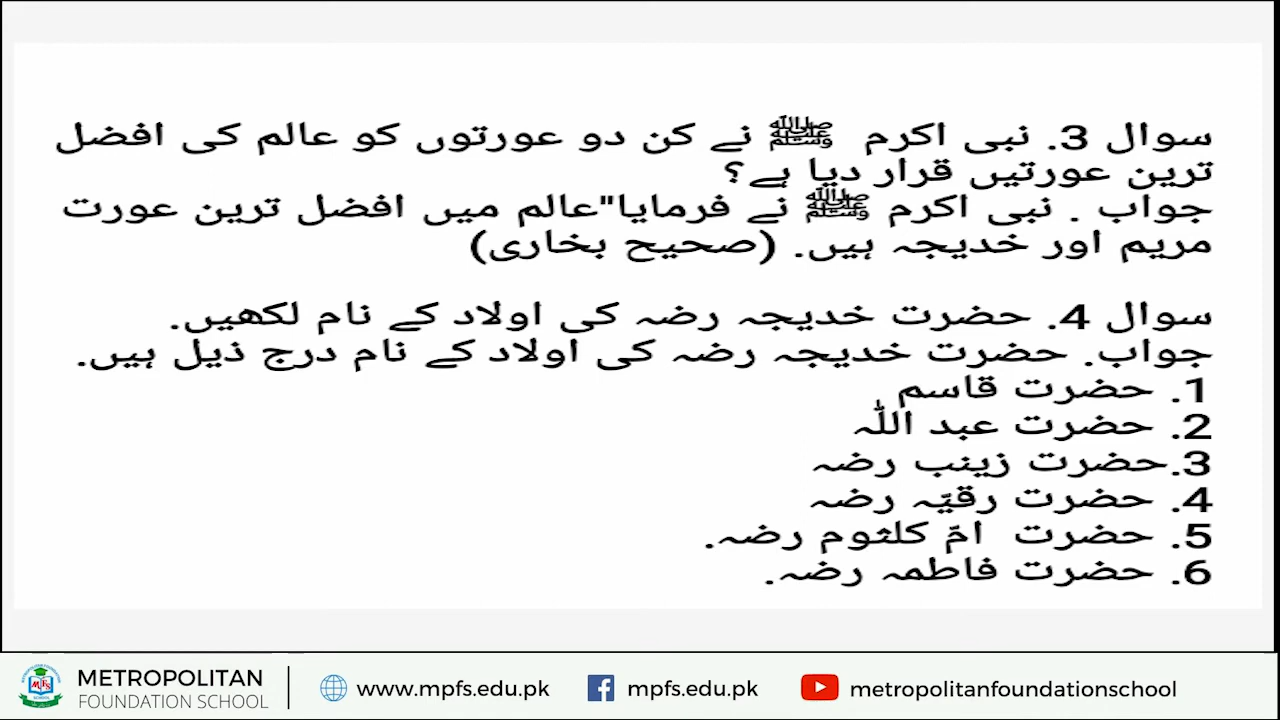 سوال 3. نبی اکرم ﷺ نے کن دو عورتوں کو عالم کی افضل
ترین عورتیں قرار دیا ہے؟
جواب . نبی اکرم ﷺ نے فرمایا"عالم میں افضل ترین عورت
مریم اور خدیجہ ہیں. (صحیح بخاری)
سوال 4. حضرت خدیجہ رضہ کی اولاد کے نام لکھیں.
جواب. حضرت خدیجہ رضہ کی اولاد کے نام درج ذیل ہیں.
1. حضرت قاسم
2. حضرت عبد اللّٰہ
3.حضرت زینب رضہ
4. حضرت رقیّہ رضہ
5. حضرت امّ کلثوم رضہ.
6. حضرت فاطمہ رضہ.
METROPOLITAN
FOUNDATION SCHOOL
www.mpfs.edu.pk
mpfs.edu.pk
metropolitanfoundationschool